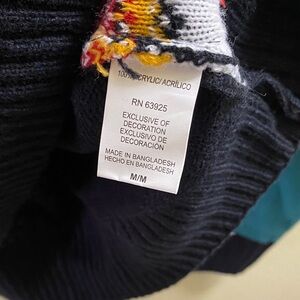 100% ACRYLIC/ ACRÍLICO
RN 63925
EXCLUSIVE OF
DECORATION
EXCLUSIVO DE
DECORACIÓN
MADE IN BANGLADESH
HECHO EN BANGLADESH
M/M